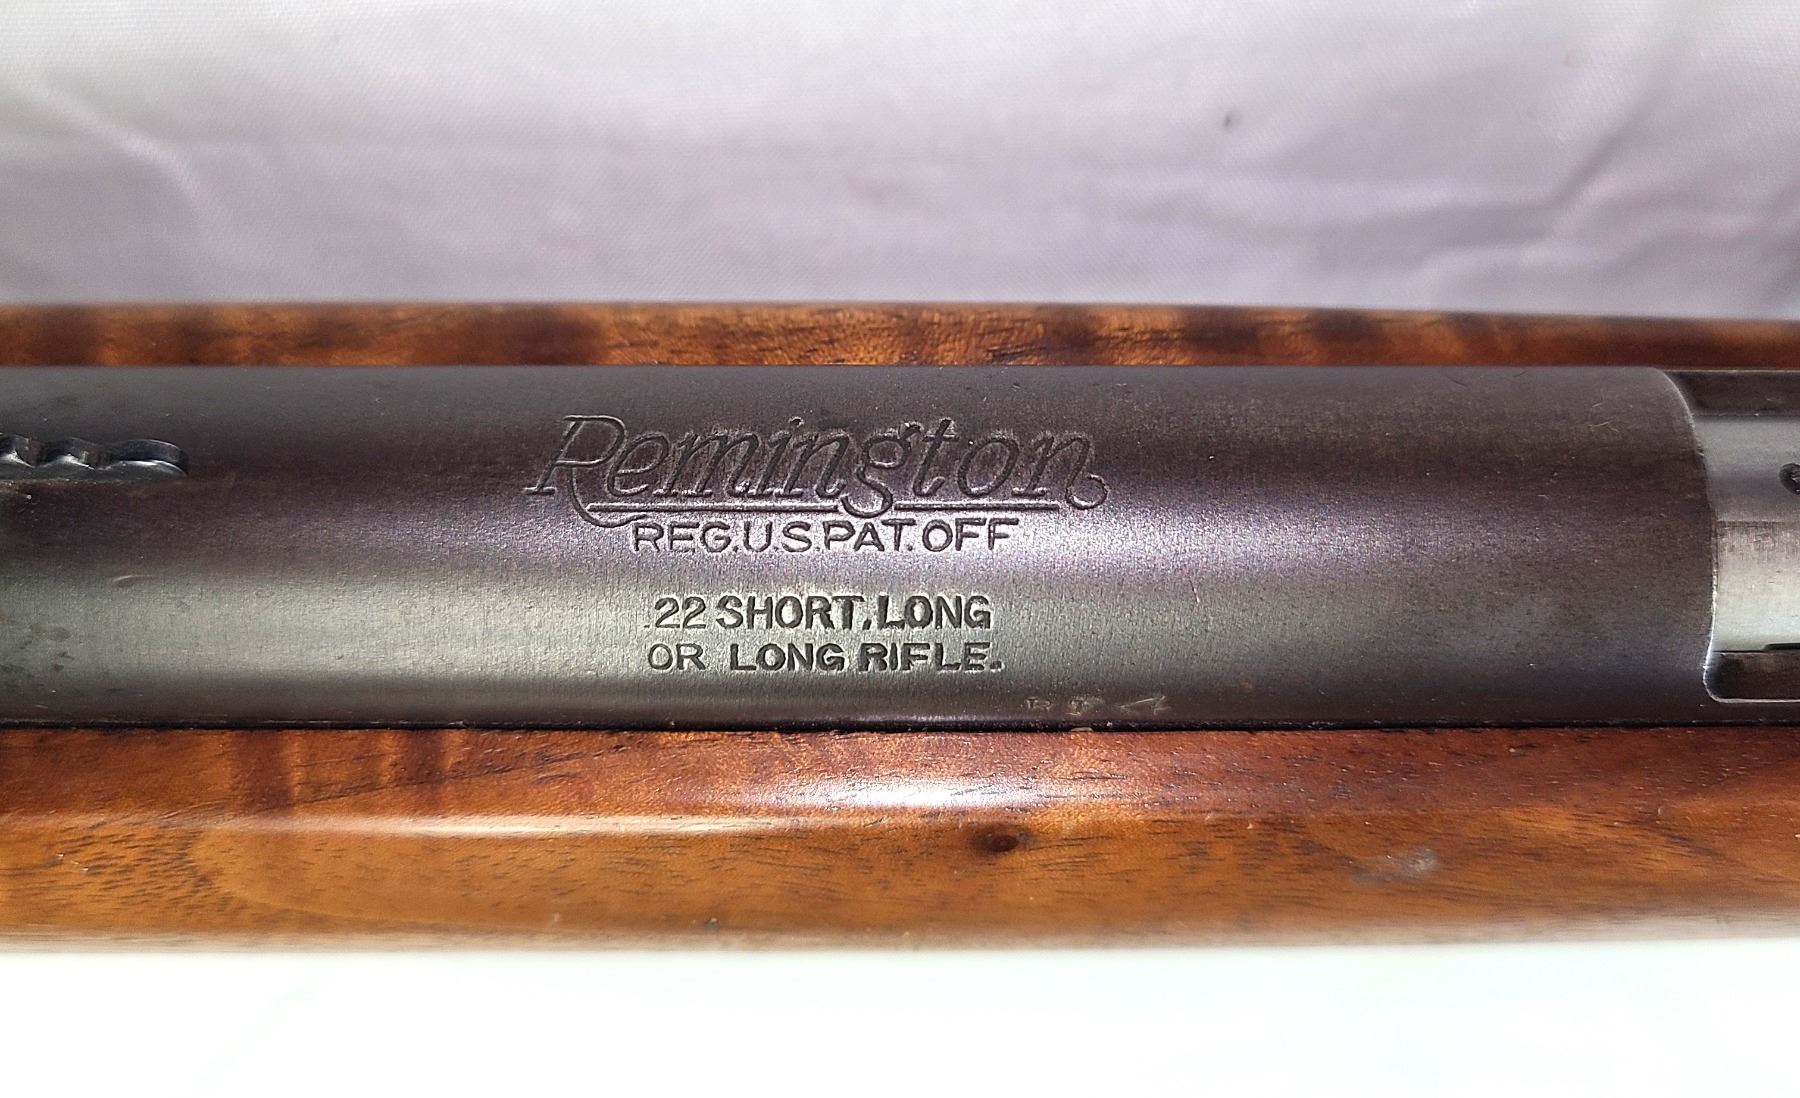 Remington
REG.U.S.PAT.OFF
.22 SHORT, LONG
OR LONG RIFLE.